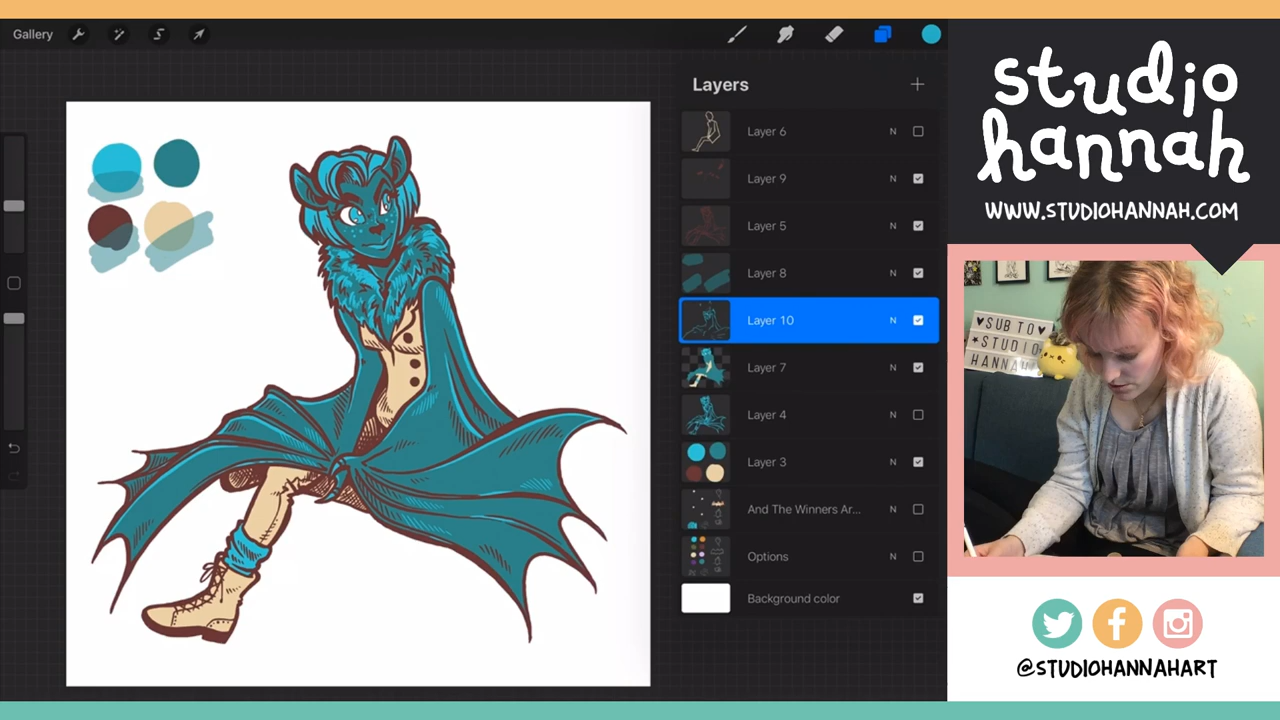 Gallery
Layers
Layer 6 N
Layer 9 N
Layer 5 N
Layer 8 N
Layer 10 N
Layer 7 N
Layer 4 N
Layer 3 N
And The Winners Ar... N
Options N
Background color
studio
hannah
WWW.STUDIOHANNAH.COM
♥SUB TO♥
★STUDIO
HANNAH
@STUDIOHANNAHART